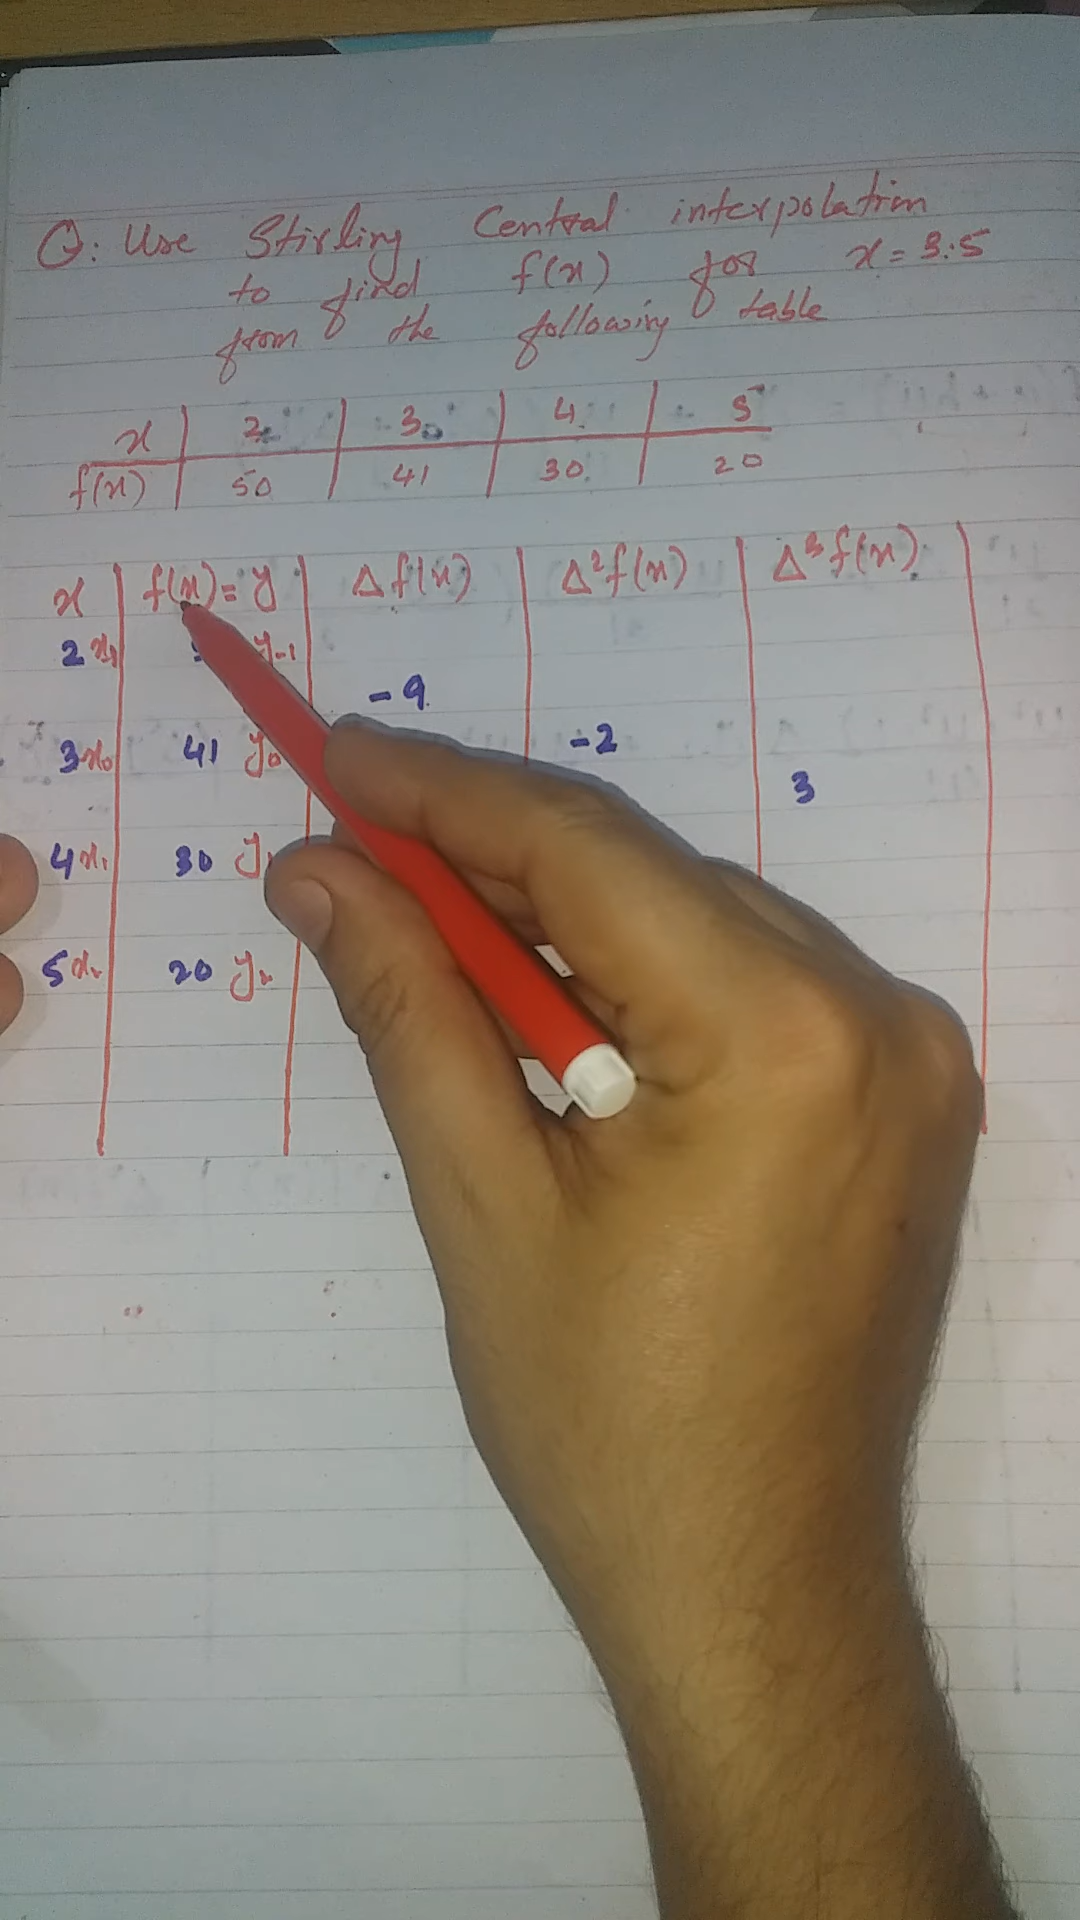 Q: Use Stirling Central interpolation
to find f(x) for x = 3.5
from the following table
x 2 3 4 5
f(x) 50 41 30 20
x f(x) = y Δf(x) Δ²f(x) Δ³f(x)
2 y-1
-9
3 x0 41 y0 -2
3
4 x1 30
5 x2 20 y2